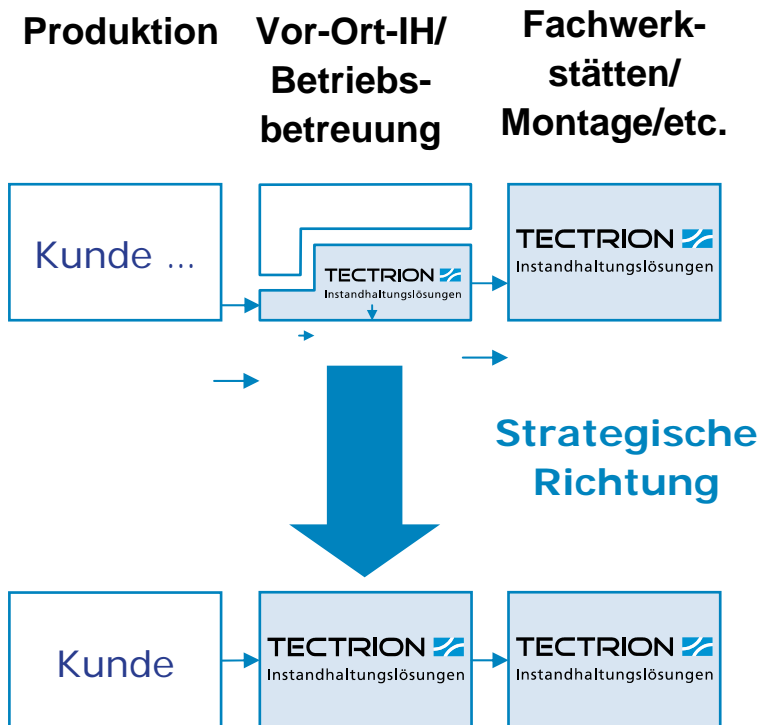 Produktion
Vor-Ort-IH/
Betriebs-
betreuung
Fachwerk-
stätten/
Montage/etc.
Kunde ...
TECTRION
Instandhaltungslösungen
TECTRION
Instandhaltungslösungen
Strategische
Richtung
Kunde
TECTRION
Instandhaltungslösungen
TECTRION
Instandhaltungslösungen